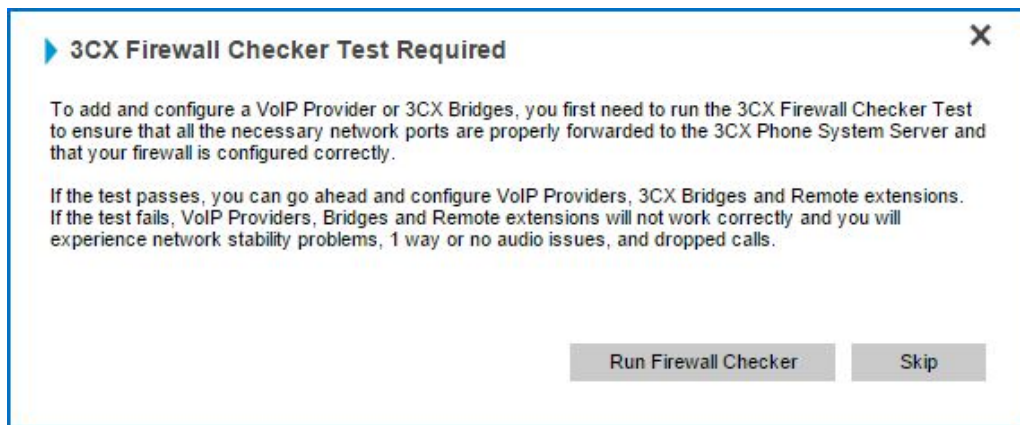 3CX Firewall Checker Test Required
To add and configure a VoIP Provider or 3CX Bridges, you first need to run the 3CX Firewall Checker Test
to ensure that all the necessary network ports are properly forwarded to the 3CX Phone System Server and
that your firewall is configured correctly.
If the test passes, you can go ahead and configure VoIP Providers, 3CX Bridges and Remote extensions.
If the test fails, VoIP Providers, Bridges and Remote extensions will not work correctly and you will
experience network stability problems, 1 way or no audio issues, and dropped calls.
Run Firewall Checker
Skip